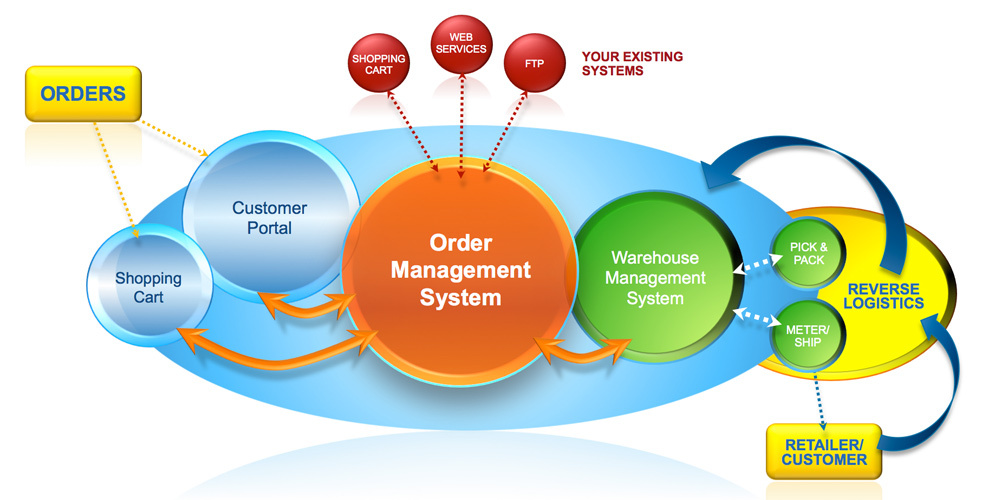 ORDERS
SHOPPING
CART
WEB
SERVICES
FTP
YOUR EXISTING
SYSTEMS
Customer
Portal
Shopping
Cart
Order
Management
System
Warehouse
Management
System
PICK &
PACK
METER/
SHIP
REVERSE
LOGISTICS
RETAILER/
CUSTOMER